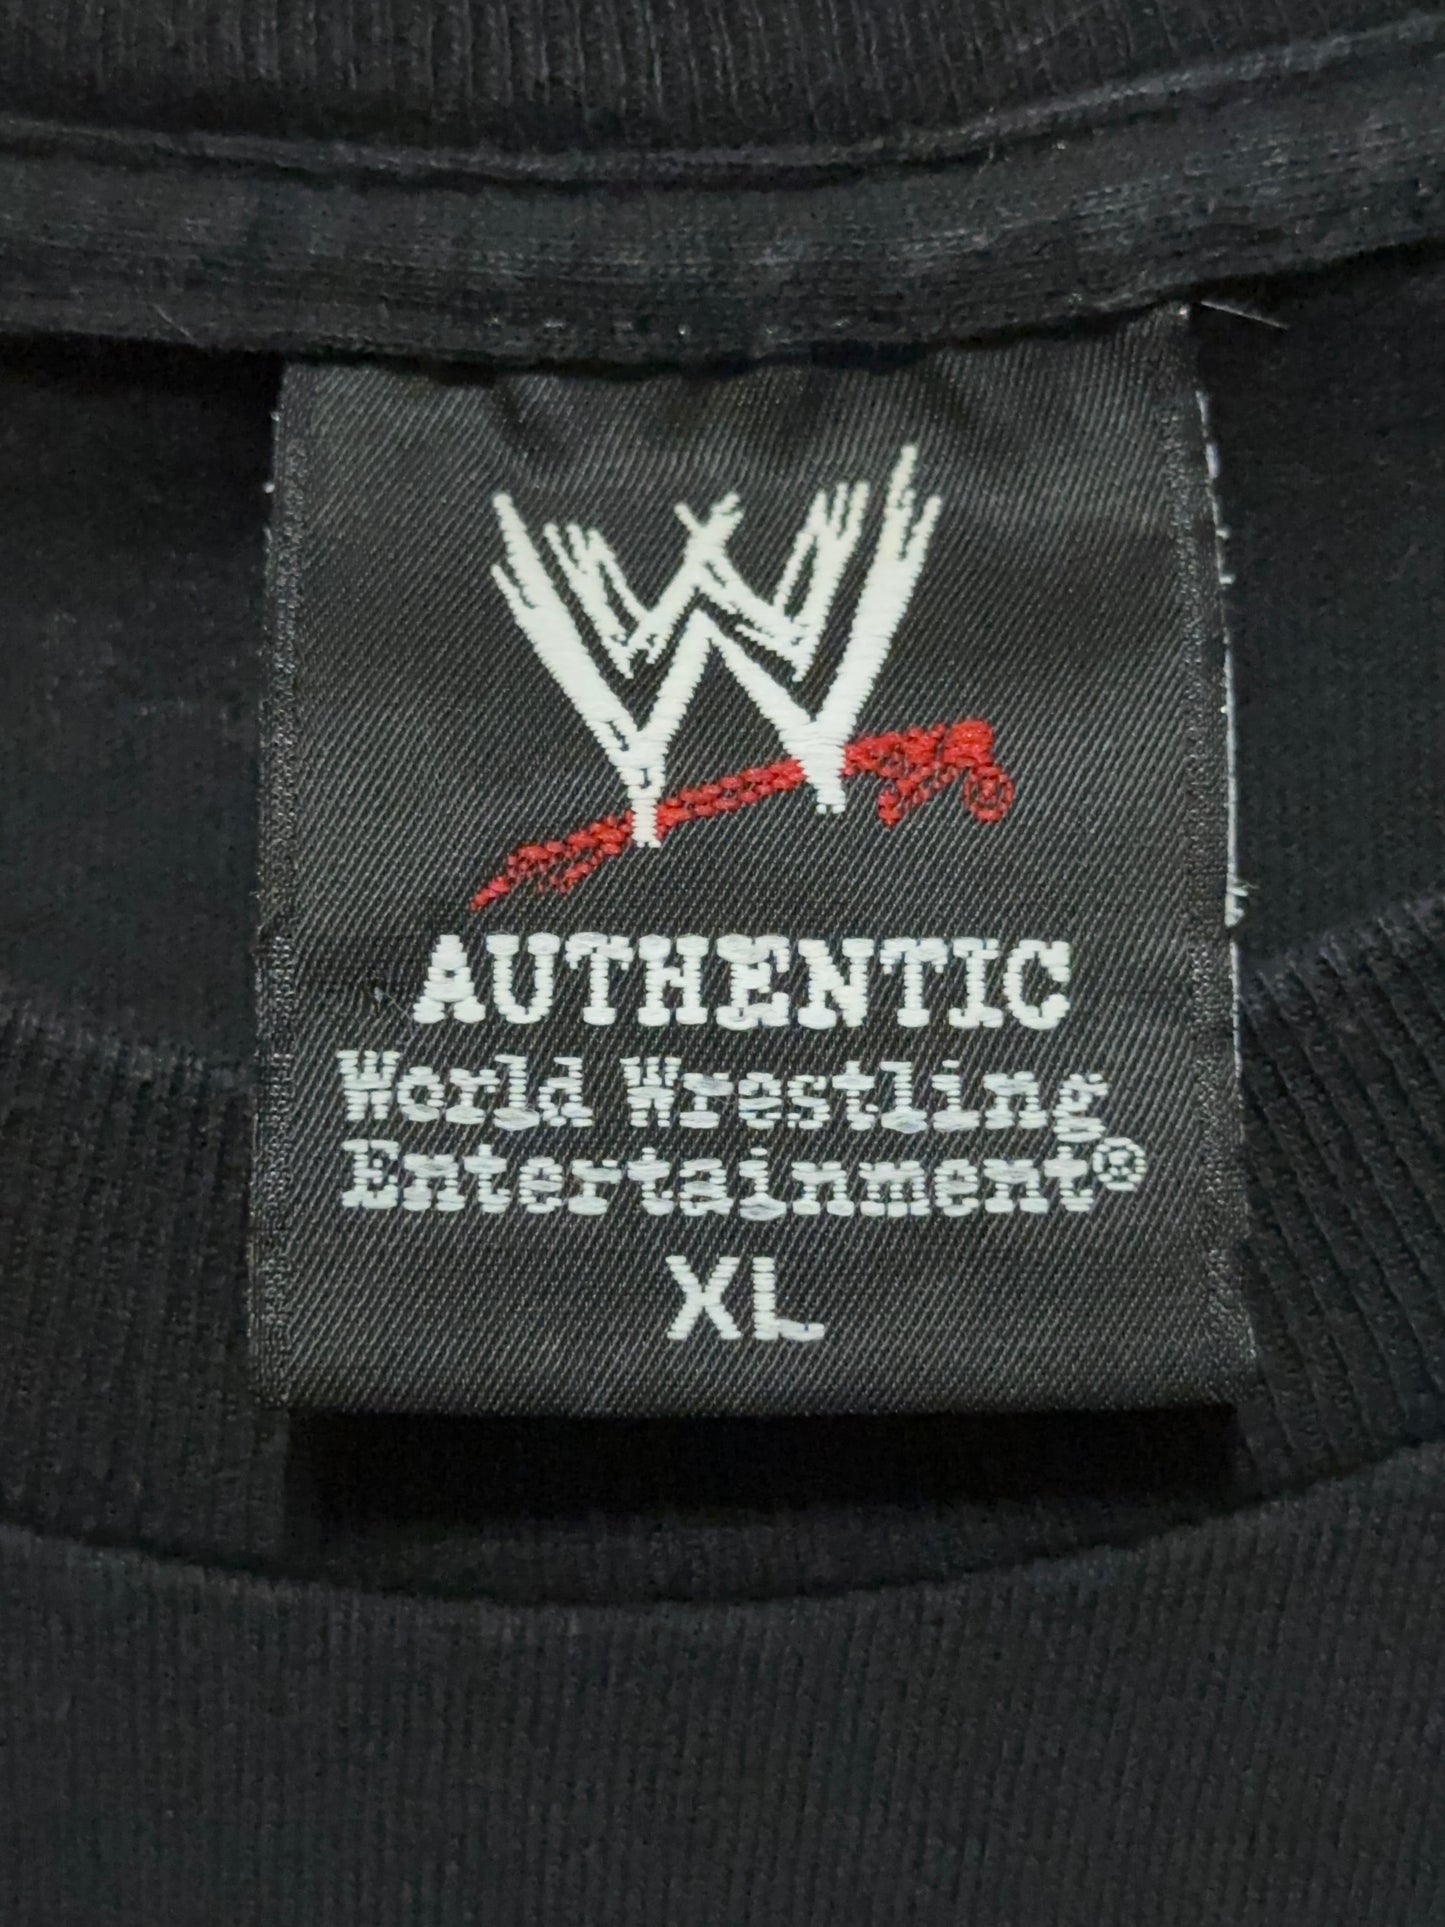 W
AUTHENTIC
World Wrestling
Entertainment®
XL